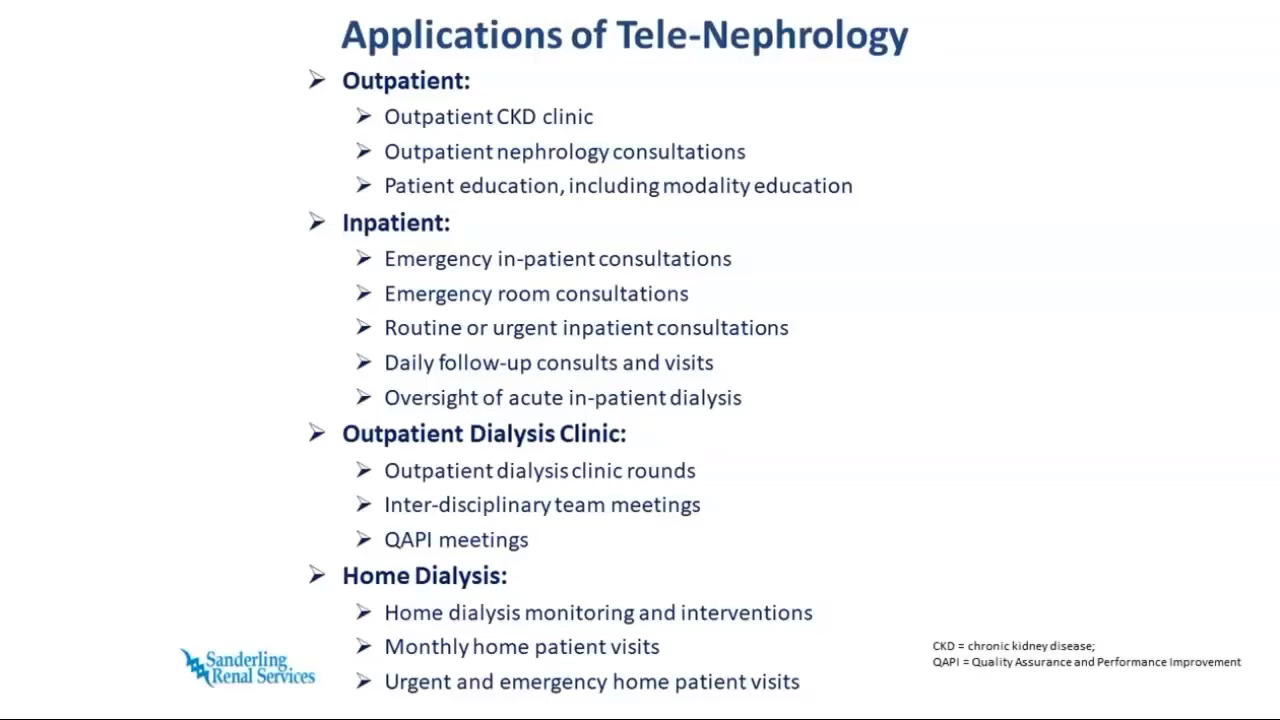 Applications of Tele-Nephrology
Outpatient:
Outpatient CKD clinic
Outpatient nephrology consultations
Patient education, including modality education
Inpatient:
Emergency in-patient consultations
Emergency room consultations
Routine or urgent inpatient consultations
Daily follow-up consults and visits
Oversight of acute in-patient dialysis
Outpatient Dialysis Clinic:
Outpatient dialysis clinic rounds
Inter-disciplinary team meetings
QAPI meetings
Home Dialysis:
Home dialysis monitoring and interventions
Monthly home patient visits
Urgent and emergency home patient visits
Sanderling
Renal Services
CKD = chronic kidney disease;
QAPI = Quality Assurance and Performance Improvement